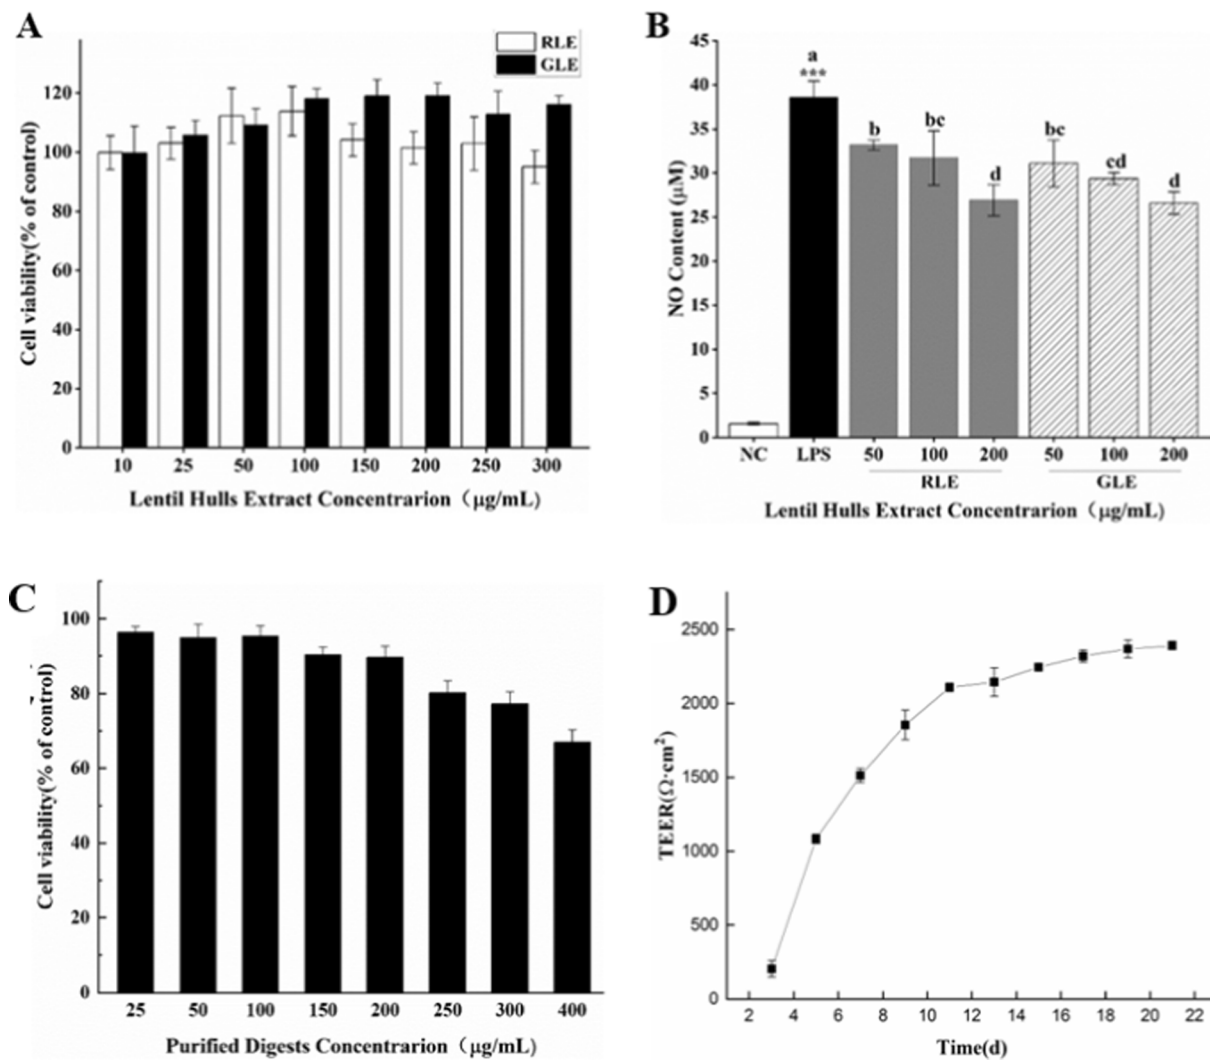 A
RLE
GLE
120
100
80
60
40
20
0
Cell viability(% of control)
10 25 50 100 150 200 250 300
Lentil Hulls Extract Concentrarion（μg/mL)
B
45
40
35
30
25
20
15
10
5
0
NO Content (μM)
a
***
b
bc
d
bc
cd
d
NC LPS 50 100 200 50 100 200
RLE GLE
Lentil Hulls Extract Concentrarion（μg/mL)
C
100
80
60
40
20
0
Cell viability(% of control)
25 50 100 150 200 250 300 400
Purified Digests Concentrarion（μg/mL)
D
2500
2000
1500
1000
500
0
TEER(Ω·cm²)
2 4 6 8 10 12 14 16 18 20 22
Time(d)